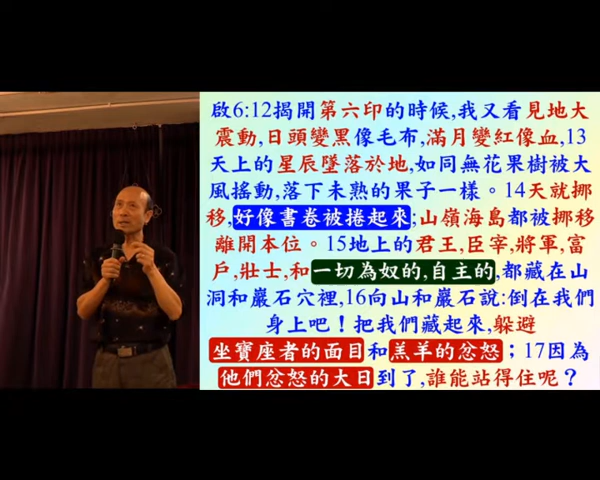 啟6:12揭開第六印的時候,我又看見地大
震動,日頭變黑像毛布,滿月變紅像血,13
天上的星辰墜落於地,如同無花果樹被大
風搖動,落下未熟的果子一樣。14天就挪
移,好像書卷被捲起來;山嶺海島都被挪移
離開本位。15地上的君王,臣宰,將軍,富
戶,壯士,和一切為奴的,自主的,都藏在山
洞和巖石穴裡,16向山和巖石說:倒在我們
身上吧!把我們藏起來,躲避
坐寶座者的面目和羔羊的忿怒;17因為
他們忿怒的大日到了,誰能站得住呢?